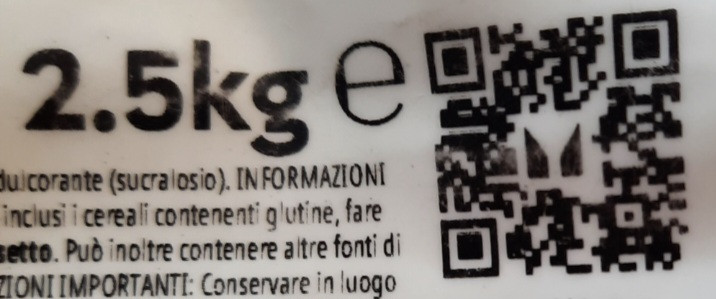 2.5kg e
dulcorante (sucralosio). INFORMAZIONI
inclusi i cereali contenenti glutine, fare
setto. Può inoltre contenere altre fonti di
ZIONI IMPORTANTI: Conservare in luogo